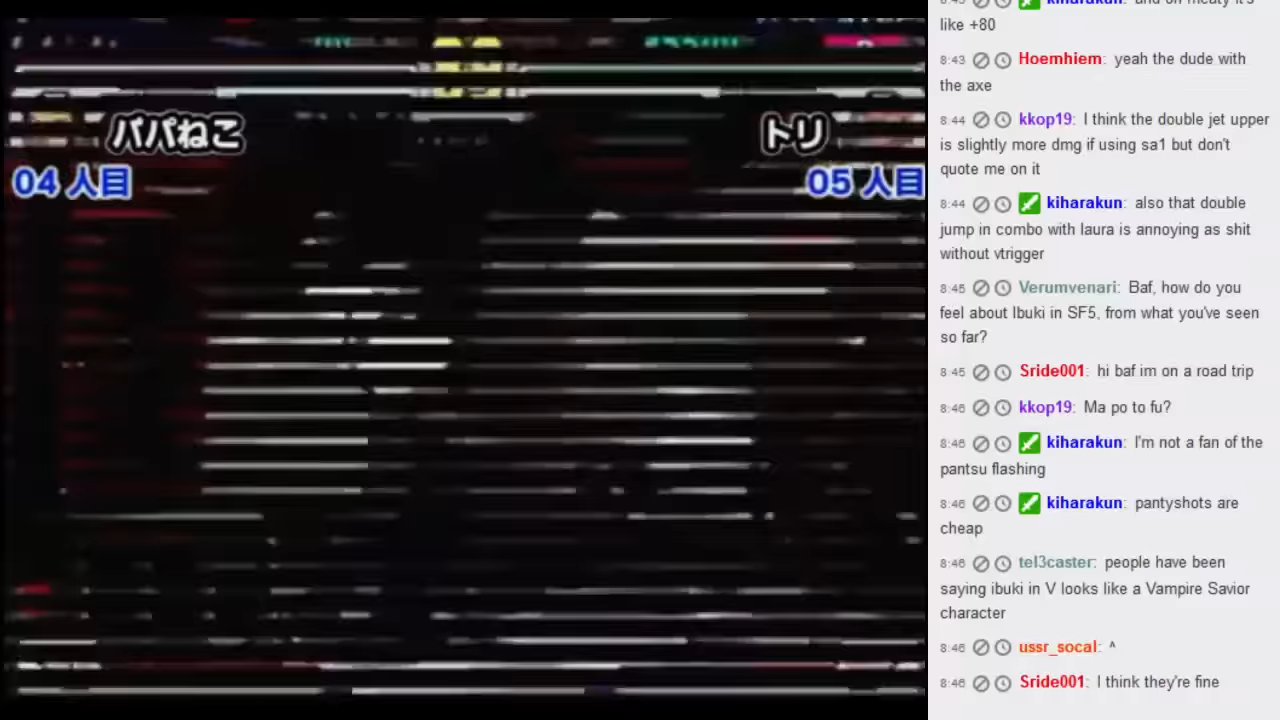 パパねこ
トリ
04 人目
05 人目
like +80
8:43 Hoemhiem: yeah the dude with
the axe
8:44 kkop19: I think the double jet upper
is slightly more dmg if using sa1 but don't
quote me on it
8:44 kiharakun: also that double
jump in combo with laura is annoying as shit
without vtrigger
8:45 Verumvenari: Baf, how do you
feel about Ibuki in SF5, from what you've seen
so far?
8:45 Sride001: hi baf im on a road trip
8:46 kkop19: Ma po to fu?
8:46 kiharakun: I'm not a fan of the
pantsu flashing
8:46 kiharakun: pantyshots are
cheap
8:46 tel3caster: people have been
saying ibuki in V looks like a Vampire Savior
character
8:46 ussr_socal: ^
8:46 Sride001: I think they're fine